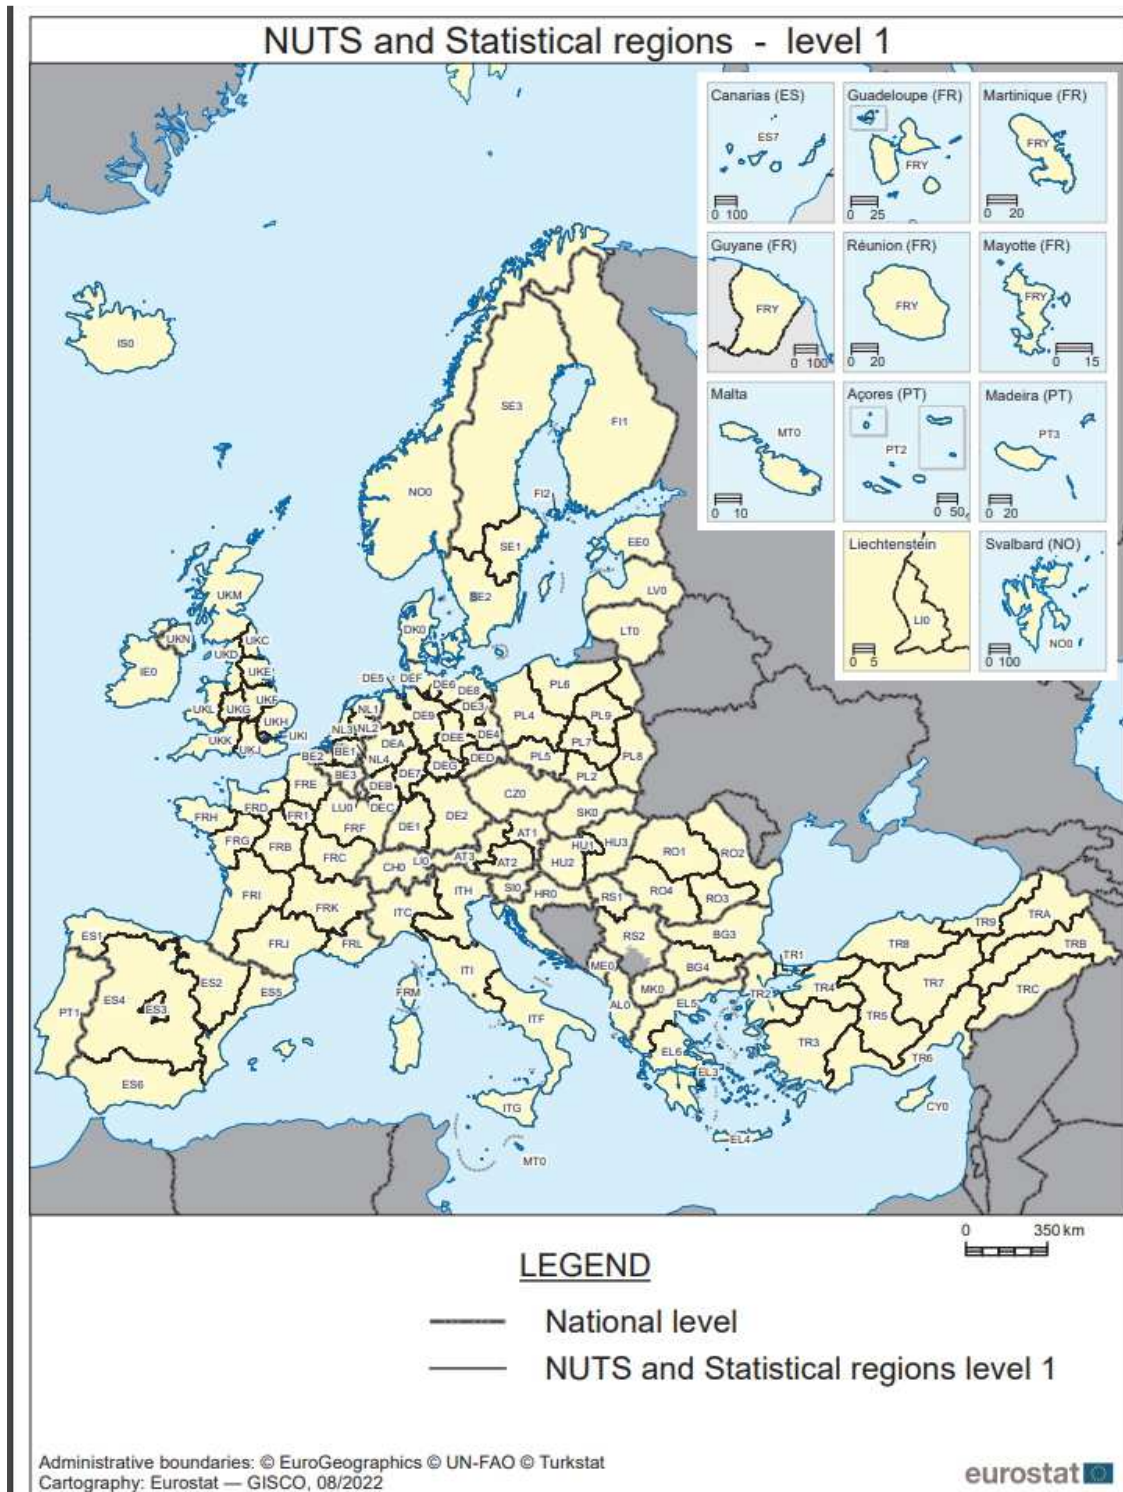 NUTS and Statistical regions - level 1
Canarias (ES)
ES7
0 100
Guadeloupe (FR)
FRY
0 25
Martinique (FR)
FRY
0 20
Guyane (FR)
FRY
0 100
Réunion (FR)
FRY
0 20
Mayotte (FR)
FRY
0 15
Malta
MT0
0 10
Açores (PT)
PT2
0 50
Madeira (PT)
PT3
0 20
Liechtenstein
LI0
0 5
Svalbard (NO)
NO0
0 100
IS0
SE3
FI1
NO0
FI2
SE1
EE0
SE2
LV0
LT0
DK0
UKM
UKN
UKC
UKD
IE0
UKE
UKF
UKL
UKG
UKH
UKI
UKK
UKJ
DE5
DEF
DE6
DE8
DE3
PL6
NL1
NL2
NL3
DE9
PL4
PL9
DEE
DE4
DEA
PL7
BE2
BE1
NL4
DED
PL5
PL8
DEG
DE7
BE3
DEB
PL2
FRE
CZ0
FRD
LU0
DEC
SK0
FRH
FR1
FRF
DE1
DE2
FRG
FRB
AT1
HU1
HU3
FRC
CH0
LI0
AT3
AT2
HU2
RO1
RO2
FRI
FRK
ITH
SI0
HR0
RS1
RO4
RO3
ITC
FRJ
FRL
ES1
RS2
BG3
TR9
TRA
TRB
TR8
ITI
ME0
BG4
TR1
ES2
ES5
ES4
ES3
PT1
FRM
MK0
AL0
EL5
TR2
TR4
TR7
TRC
ITF
TR5
TR3
EL6
EL3
TR6
ES6
ITG
CY0
EL4
MT0
0 350 km
LEGEND
National level
NUTS and Statistical regions level 1
Administrative boundaries: © EuroGeographics © UN-FAO © Turkstat
Cartography: Eurostat — GISCO, 08/2022
eurostat